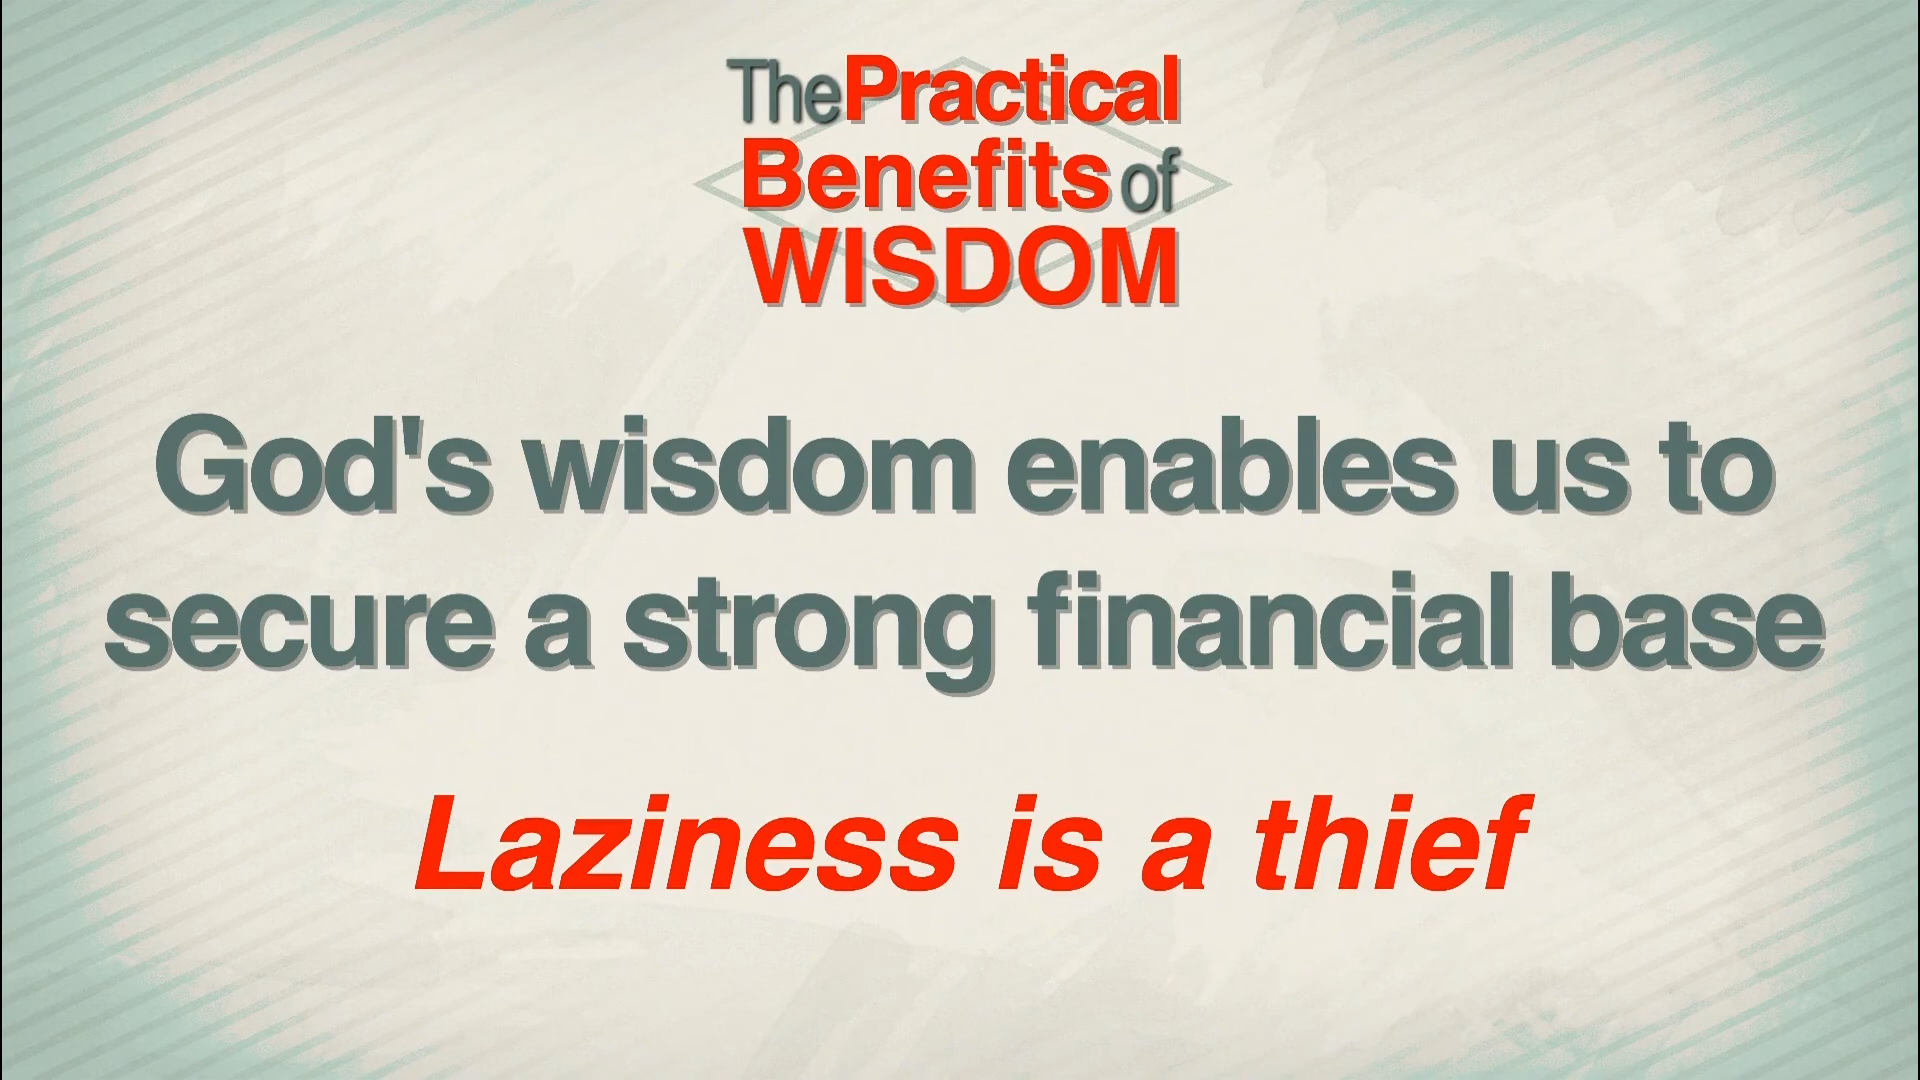 The Practical
Benefits of
WISDOM
God's wisdom enables us to
secure a strong financial base
Laziness is a thief